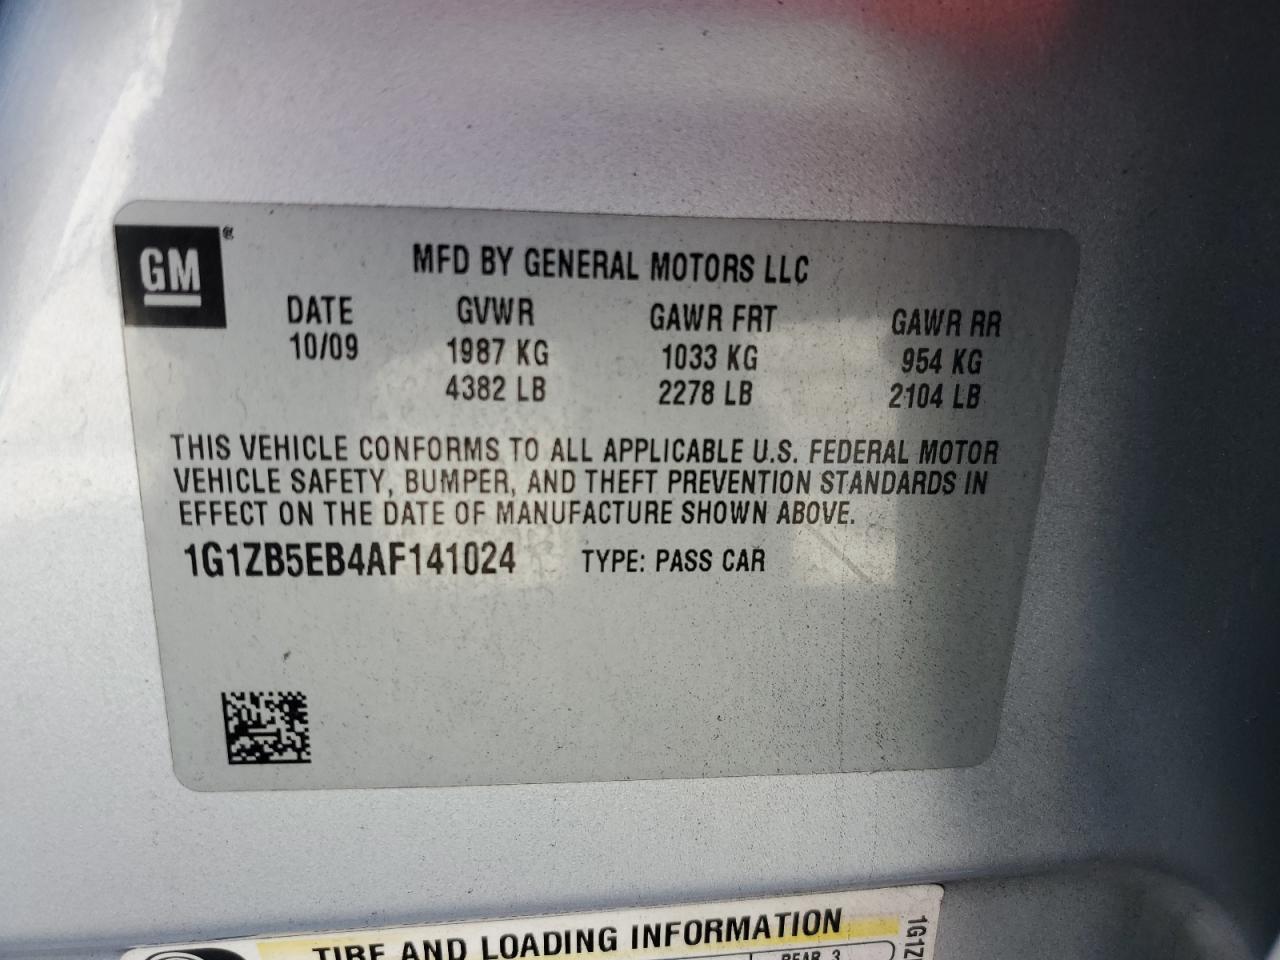 GM ®
MFD BY GENERAL MOTORS LLC
DATE GVWR GAWR FRT GAWR RR
10/09 1987 KG 1033 KG 954 KG
4382 LB 2278 LB 2104 LB
THIS VEHICLE CONFORMS TO ALL APPLICABLE U.S. FEDERAL MOTOR
VEHICLE SAFETY, BUMPER, AND THEFT PREVENTION STANDARDS IN
EFFECT ON THE DATE OF MANUFACTURE SHOWN ABOVE.
1G1ZB5EB4AF141024 TYPE: PASS CAR
TIRE AND LOADING INFORMATION
REAR 3
1G1Z